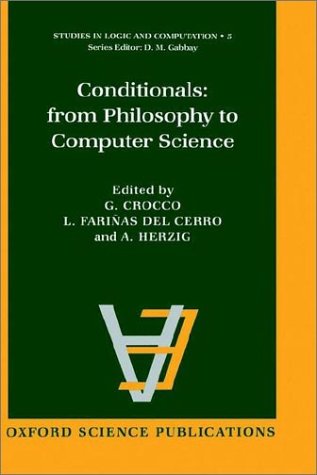 STUDIES IN LOGIC AND COMPUTATION • 5
Series Editor: D. M. Gabbay
Conditionals:
from Philosophy to
Computer Science
Edited by
G. CROCCO
L. FARIÑAS DEL CERRO
and A. HERZIG
OXFORD SCIENCE PUBLICATIONS